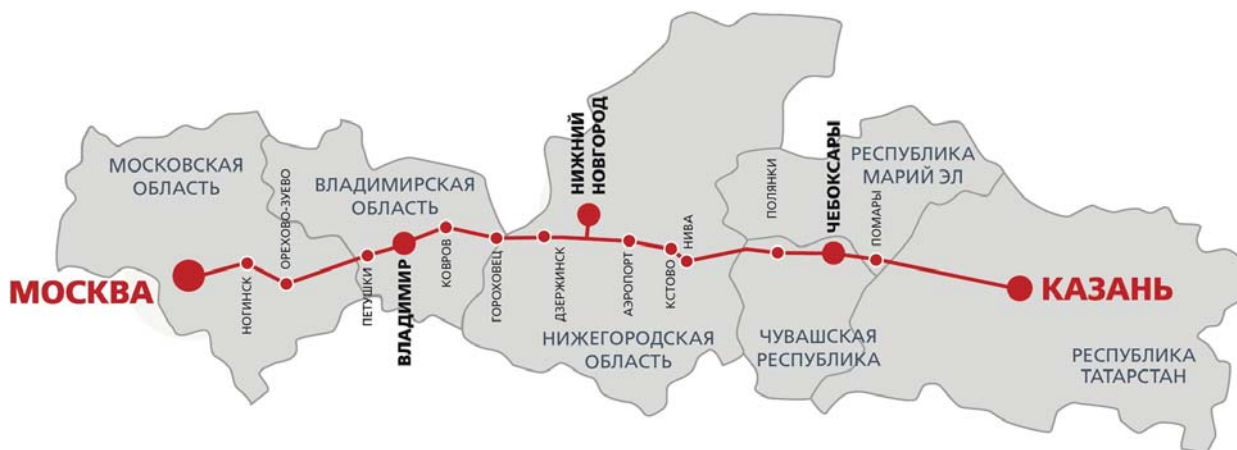 МОСКОВСКАЯ
ОБЛАСТЬ
МОСКВА
НОГИНСК
ОРЕХОВО-ЗУЕВО
ВЛАДИМИРСКАЯ
ОБЛАСТЬ
ПЕТУШКИ
ВЛАДИМИР
КОВРОВ
ГОРОХОВЕЦ
ДЗЕРЖИНСК
НИЖНИЙ
НОВГОРОД
АЭРОПОРТ
КСТОВО
НИВА
НИЖЕГОРОДСКАЯ
ОБЛАСТЬ
ПОЛЯНКИ
ЧЕБОКСАРЫ
ЧУВАШСКАЯ
РЕСПУБЛИКА
РЕСПУБЛИКА
МАРИЙ ЭЛ
ПОМАРЫ
КАЗАНЬ
РЕСПУБЛИКА
ТАТАРСТАН